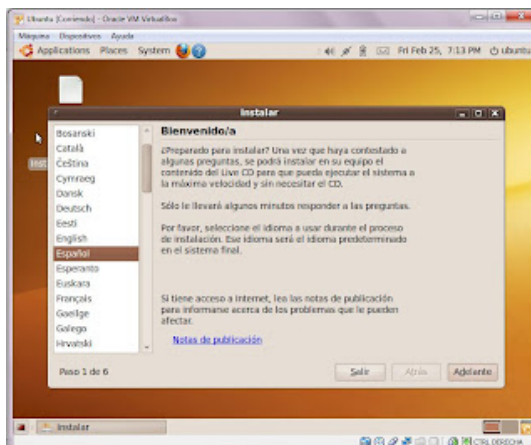 Ubuntu [Corriendo] - Oracle VM VirtualBox
Máquina Dispositivos Ayuda
Applications Places System Fri Feb 25, 7:13 PM ubuntu
Instalar
Bosanski
Català
Čeština
Cymraeg
Dansk
Deutsch
Eesti
English
Español
Esperanto
Euskara
Français
Gaeilge
Galego
Hrvatski
Bienvenido/a
¿Preparado para instalar? Una vez que haya contestado a
algunas preguntas, se podrá instalar en su equipo el
contenido del Live CD para que pueda ejecutar el sistema a
la máxima velocidad y sin necesitar el CD.
Sólo le llevará algunos minutos responder a las preguntas.
Por favor, seleccione el idioma a usar durante el proceso
de instalación. Ese idioma será el idioma predeterminado
en el sistema final.
Si tiene acceso a Internet, lea las notas de publicación
para informarse acerca de los problemas que le pueden
afectar.
Notas de publicación
Paso 1 de 6
Salir Atrás Adelante
Instalar
CTRL DERECHA